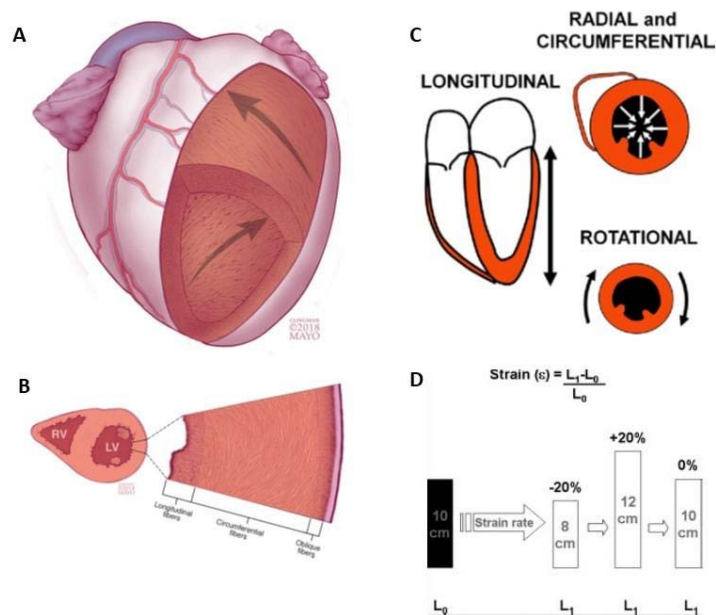 A
CLINGMAN
©2018
MAYO
B
RV
LV
Longitudinal
fibers
Circumferential
fibers
Oblique
fibers
C
RADIAL and
CIRCUMFERENTIAL
LONGITUDINAL
ROTATIONAL
D
Strain (ε) = L1-L0
L0
10
cm
Strain rate
-20%
8
cm
+20%
12
cm
0%
10
cm
L0
L1
L1
L1